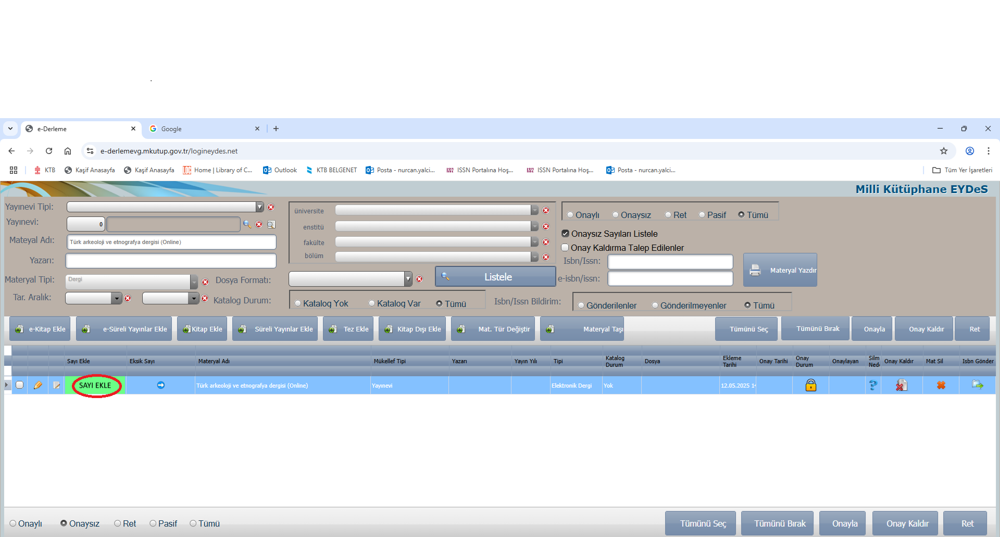 .
e-Derleme
Google
e-derlemevg.mkutup.gov.tr/logineydes.net
KTB
Kaşif Anasayfa
Kaşif Anasayfa
Home | Library of C...
Outlook
KTB BELGENET
Posta - nurcan.yalci...
ISSN Portalına Hoş...
ISSN Portalına Hoş...
Posta - nurcan.yalci...
Tüm Yer İşaretleri
Milli Kütüphane EYDeS
Yayınevi Tipi:
Yayınevi:
0
Mateyal Adı:
Türk arkeoloji ve etnografya dergisi (Online)
Yazarı:
Materyal Tipi:
Dergi
Dosya Formatı:
Tar. Aralık:
Katalog Durum:
üniversite
enstitü
fakülte
bölüm
Listele
Katalog Yok
Katalog Var
Tümü
Onaylı
Onaysız
Ret
Pasif
Tümü
Onaysız Sayıları Listele
Onay Kaldırma Talep Edilenler
Isbn/Issn:
e-isbn/issn:
Materyal Yazdır
Isbn/Issn Bildirim:
Gönderilenler
Gönderilmeyenler
Tümü
e-Kitap Ekle
e-Süreli Yayınlar Ekle
Kitap Ekle
Süreli Yayınlar Ekle
Tez Ekle
Kitap Dışı Ekle
Mat. Tür Değiştir
Materyal Taşı
Tümünü Seç
Tümünü Bırak
Onayla
Onay Kaldır
Ret
Sayı Ekle
Eksik Sayı
Materyal Adı
Mükellef Tipi
Yazarı
Yayın Yılı
Tipi
Katalog
Durum
Dosya
Ekleme
Tarihi
Onay Tarihi
Onay
Durum
Onaylayan
Silm
Nede
Onay Kaldır
Mat Sil
Isbn Gönder
SAYI EKLE
Türk arkeoloji ve etnografya dergisi (Online)
Yayınevi
Elektronik Dergi
Yok
12.05.2025 14
Onaylı
Onaysız
Ret
Pasif
Tümü
Tümünü Seç
Tümünü Bırak
Onayla
Onay Kaldır
Ret